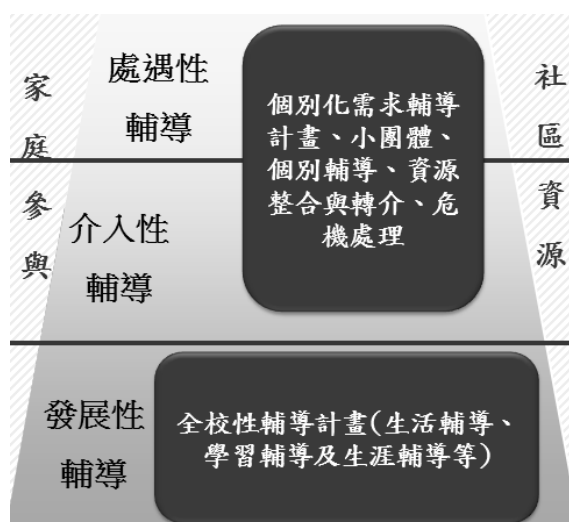 家庭參與
處遇性
輔導
個別化需求輔導
計畫、小團體、
個別輔導、資源
整合與轉介、危
機處理
社區資源
介入性
輔導
發展性
輔導
全校性輔導計畫(生活輔導、
學習輔導及生涯輔導等)